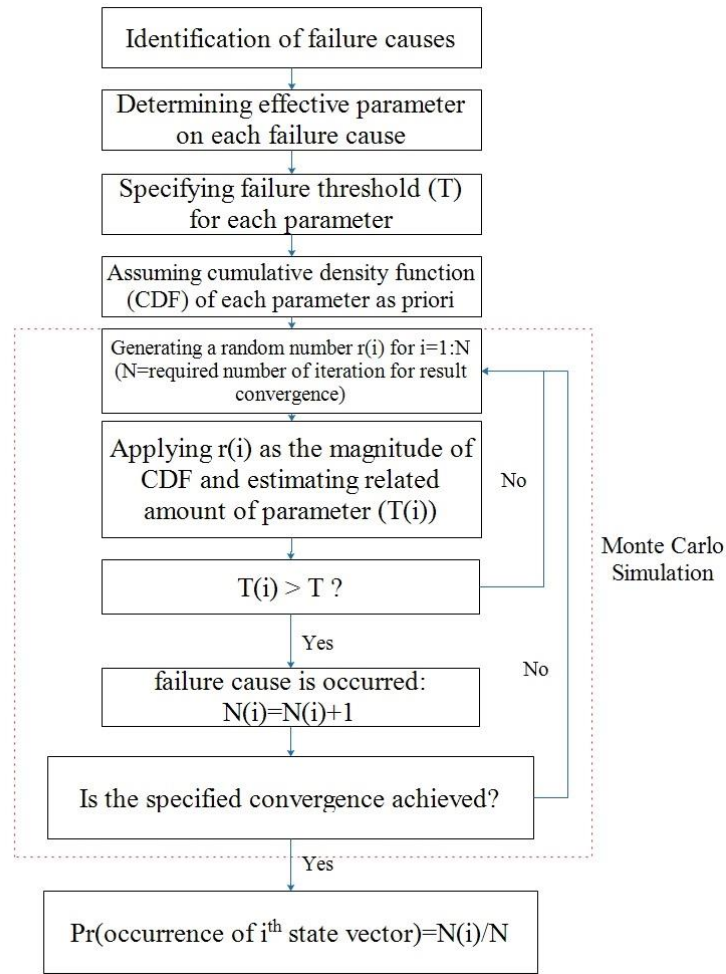 Identification of failure causes
Determining effective parameter
on each failure cause
Specifying failure threshold (T)
for each parameter
Assuming cumulative density function
(CDF) of each parameter as priori
Generating a random number r(i) for i=1:N
(N=required number of iteration for result
convergence)
Applying r(i) as the magnitude of
CDF and estimating related
amount of parameter (T(i))
No
Monte Carlo
Simulation
T(i) > T ?
Yes
No
failure cause is occurred:
N(i)=N(i)+1
Is the specified convergence achieved?
Yes
Pr(occurrence of iᵗʰ state vector)=N(i)/N